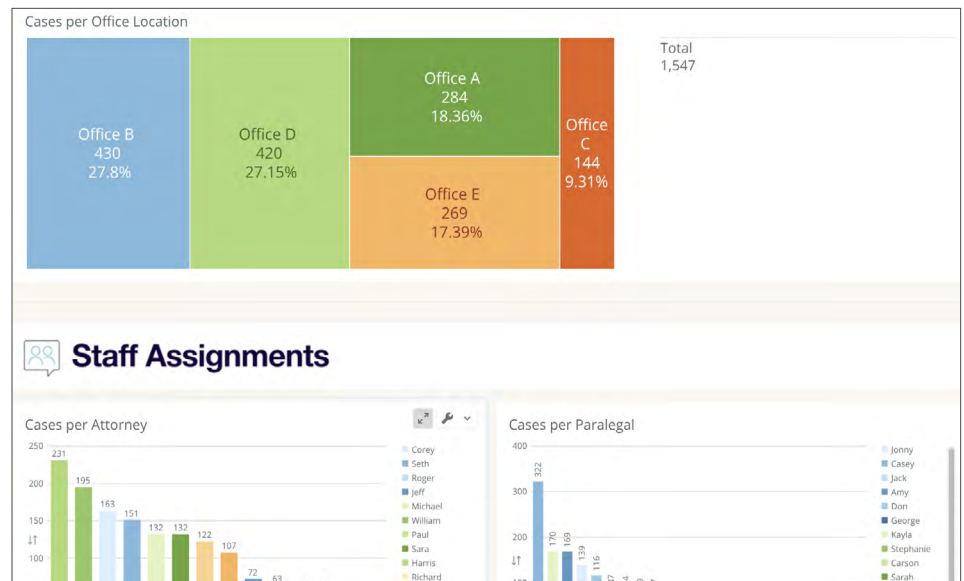 Cases per Office Location
Office B
430
27.8%
Office D
420
27.15%
Office A
284
18.36%
Office E
269
17.39%
Office
C
144
9.31%
Total
1,547
Staff Assignments
Cases per Attorney
250
200
150
100
231
195
163
151
132
132
122
107
72
63
Corey
Seth
Roger
Jeff
Michael
William
Paul
Sara
Harris
Richard
Cases per Paralegal
400
300
200
322
170
169
139
116
Jonny
Casey
Jack
Amy
Don
George
Kayla
Stephanie
Carson
Sarah